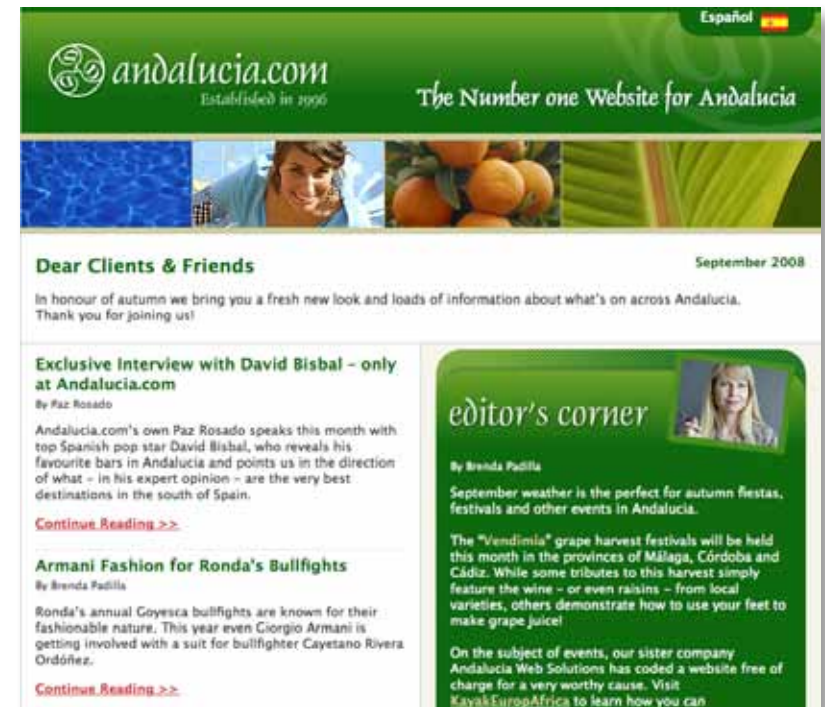 Español
andalucia.com
Established in 1996
The Number one Website for Andalucia
Dear Clients & Friends
September 2008
In honour of autumn we bring you a fresh new look and loads of information about what's on across Andalucia.
Thank you for joining us!
Exclusive Interview with David Bisbal – only
at Andalucia.com
By Paz Rosado
Andalucia.com's own Paz Rosado speaks this month with
top Spanish pop star David Bisbal, who reveals his
favourite bars in Andalucia and points us in the direction
of what – in his expert opinion – are the very best
destinations in the south of Spain.
Continue Reading >>
Armani Fashion for Ronda's Bullfights
By Brenda Padilla
Ronda's annual Goyesca bullfights are known for their
fashionable nature. This year even Giorgio Armani is
getting involved with a suit for bullfighter Cayetano Rivera
Ordóñez.
Continue Reading >>
editor's corner
By Brenda Padilla
September weather is the perfect for autumn fiestas,
festivals and other events in Andalucia.
The "Vendimia" grape harvest festivals will be held
this month in the provinces of Málaga, Córdoba and
Cádiz. While some tributes to this harvest simply
feature the wine – or even raisins – from local
varieties, others demonstrate how to use your feet to
make grape juice!
On the subject of events, our sister company
Andalucia Web Solutions has coded a website free of
charge for a very worthy cause. Visit
KayakEuropAfrica to learn how you can